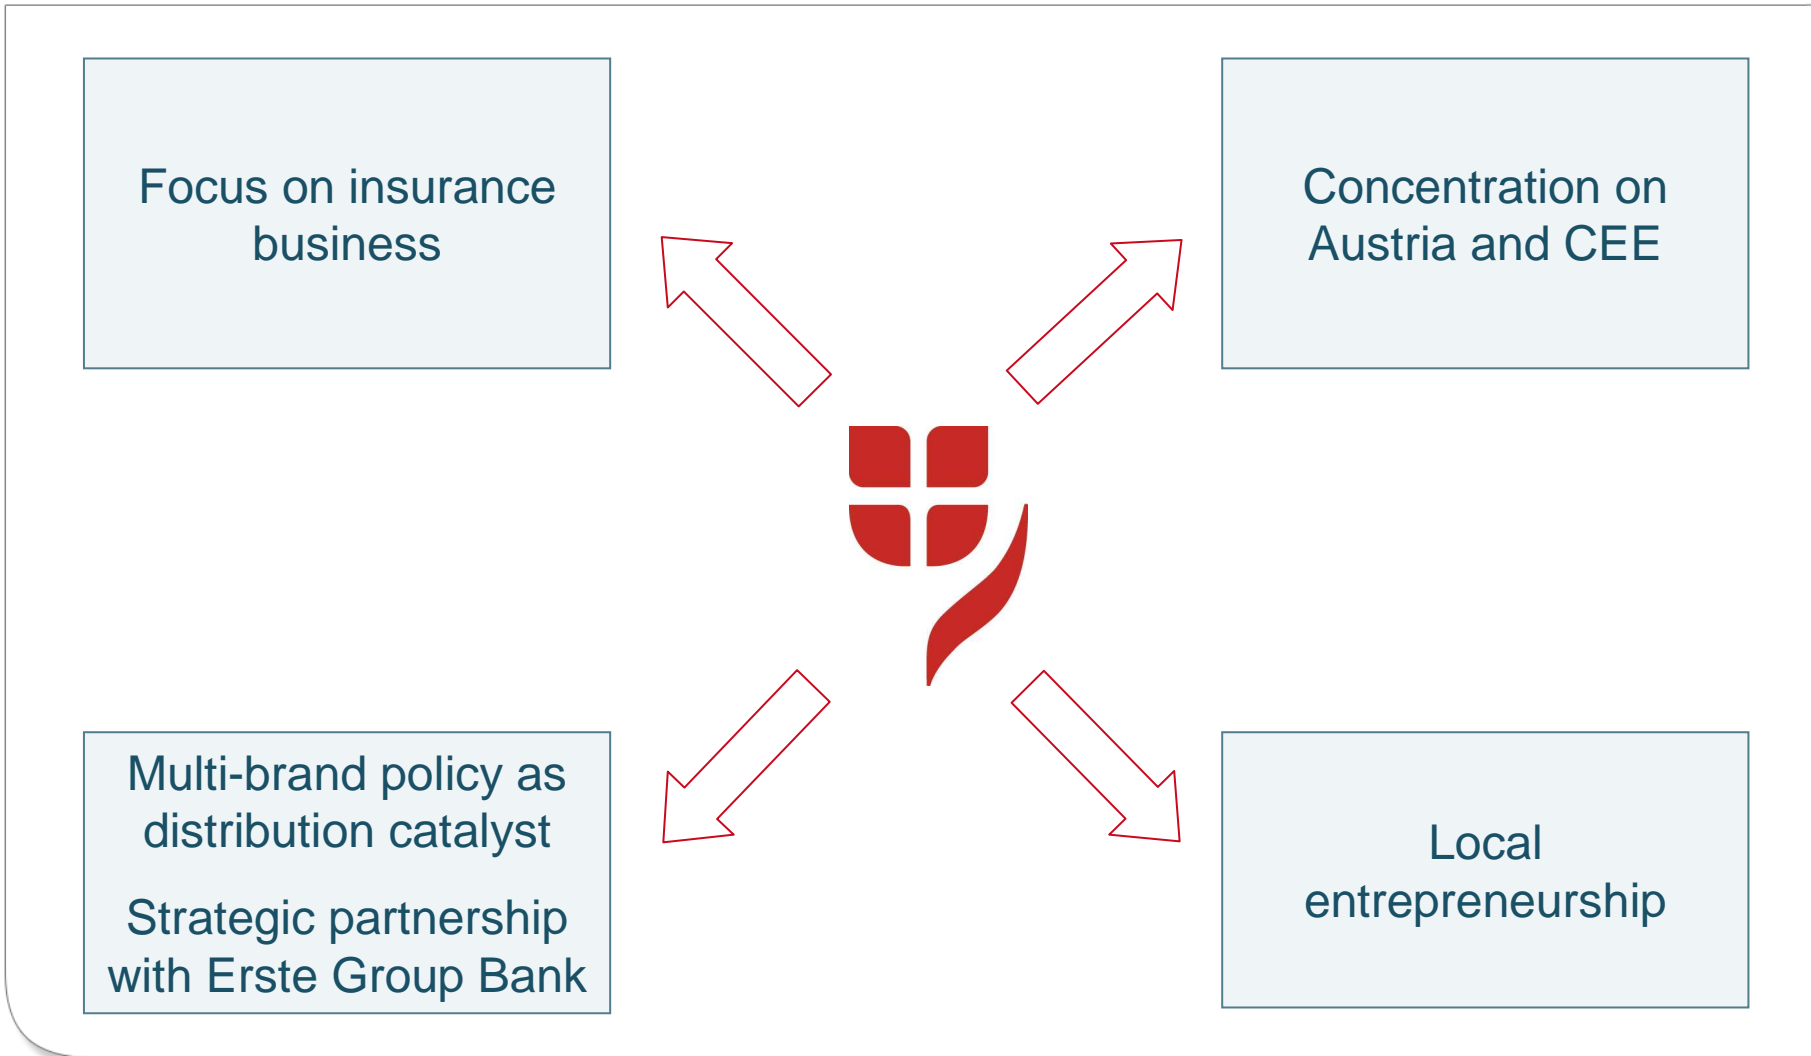 Focus on insurance
business
Concentration on
Austria and CEE
Multi-brand policy as
distribution catalyst
Strategic partnership
with Erste Group Bank
Local
entrepreneurship